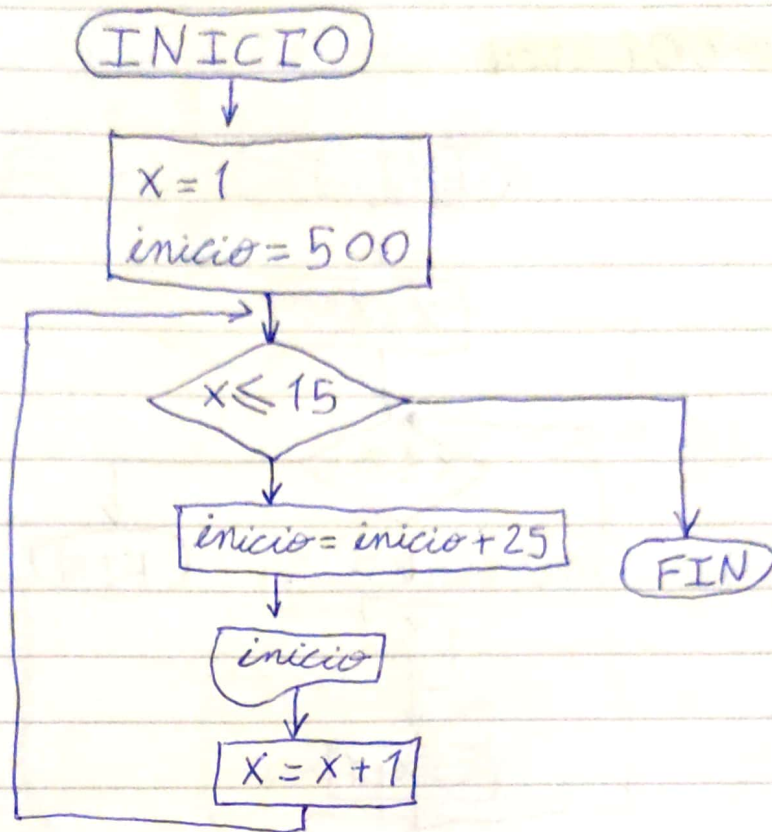 INICIO
x = 1
inicio = 500
x ≤ 15
inicio = inicio + 25
FIN
inicio
x = x + 1